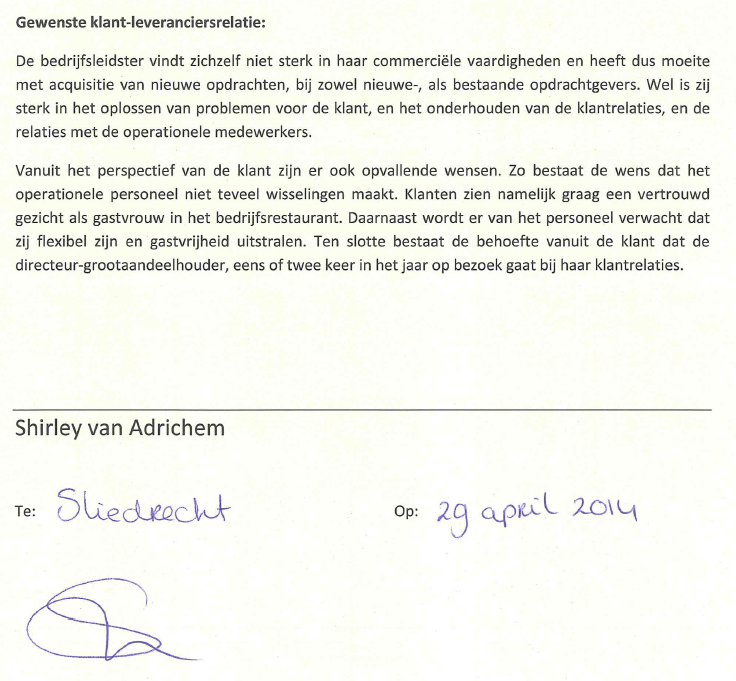 Gewenste klant-leveranciersrelatie:
De bedrijfsleidster vindt zichzelf niet sterk in haar commerciële vaardigheden en heeft dus moeite
met acquisitie van nieuwe opdrachten, bij zowel nieuwe-, als bestaande opdrachtgevers. Wel is zij
sterk in het oplossen van problemen voor de klant, en het onderhouden van de klantrelaties, en de
relaties met de operationele medewerkers.
Vanuit het perspectief van de klant zijn er ook opvallende wensen. Zo bestaat de wens dat het
operationele personeel niet teveel wisselingen maakt. Klanten zien namelijk graag een vertrouwd
gezicht als gastvrouw in het bedrijfsrestaurant. Daarnaast wordt er van het personeel verwacht dat
zij flexibel zijn en gastvrijheid uitstralen. Ten slotte bestaat de behoefte vanuit de klant dat de
directeur-grootaandeelhouder, eens of twee keer in het jaar op bezoek gaat bij haar klantrelaties.
Shirley van Adrichem
Te: Sliedrecht Op: 29 april 2014